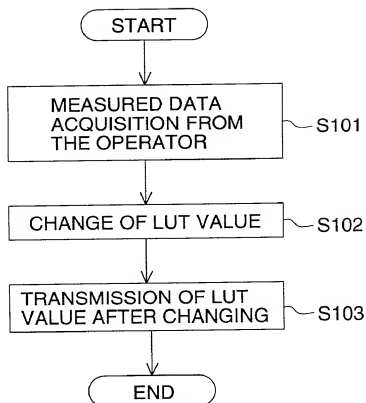 START
MEASURED DATA
ACQUISITION FROM
THE OPERATOR
S101
CHANGE OF LUT VALUE
S102
TRANSMISSION OF LUT
VALUE AFTER CHANGING
S103
END